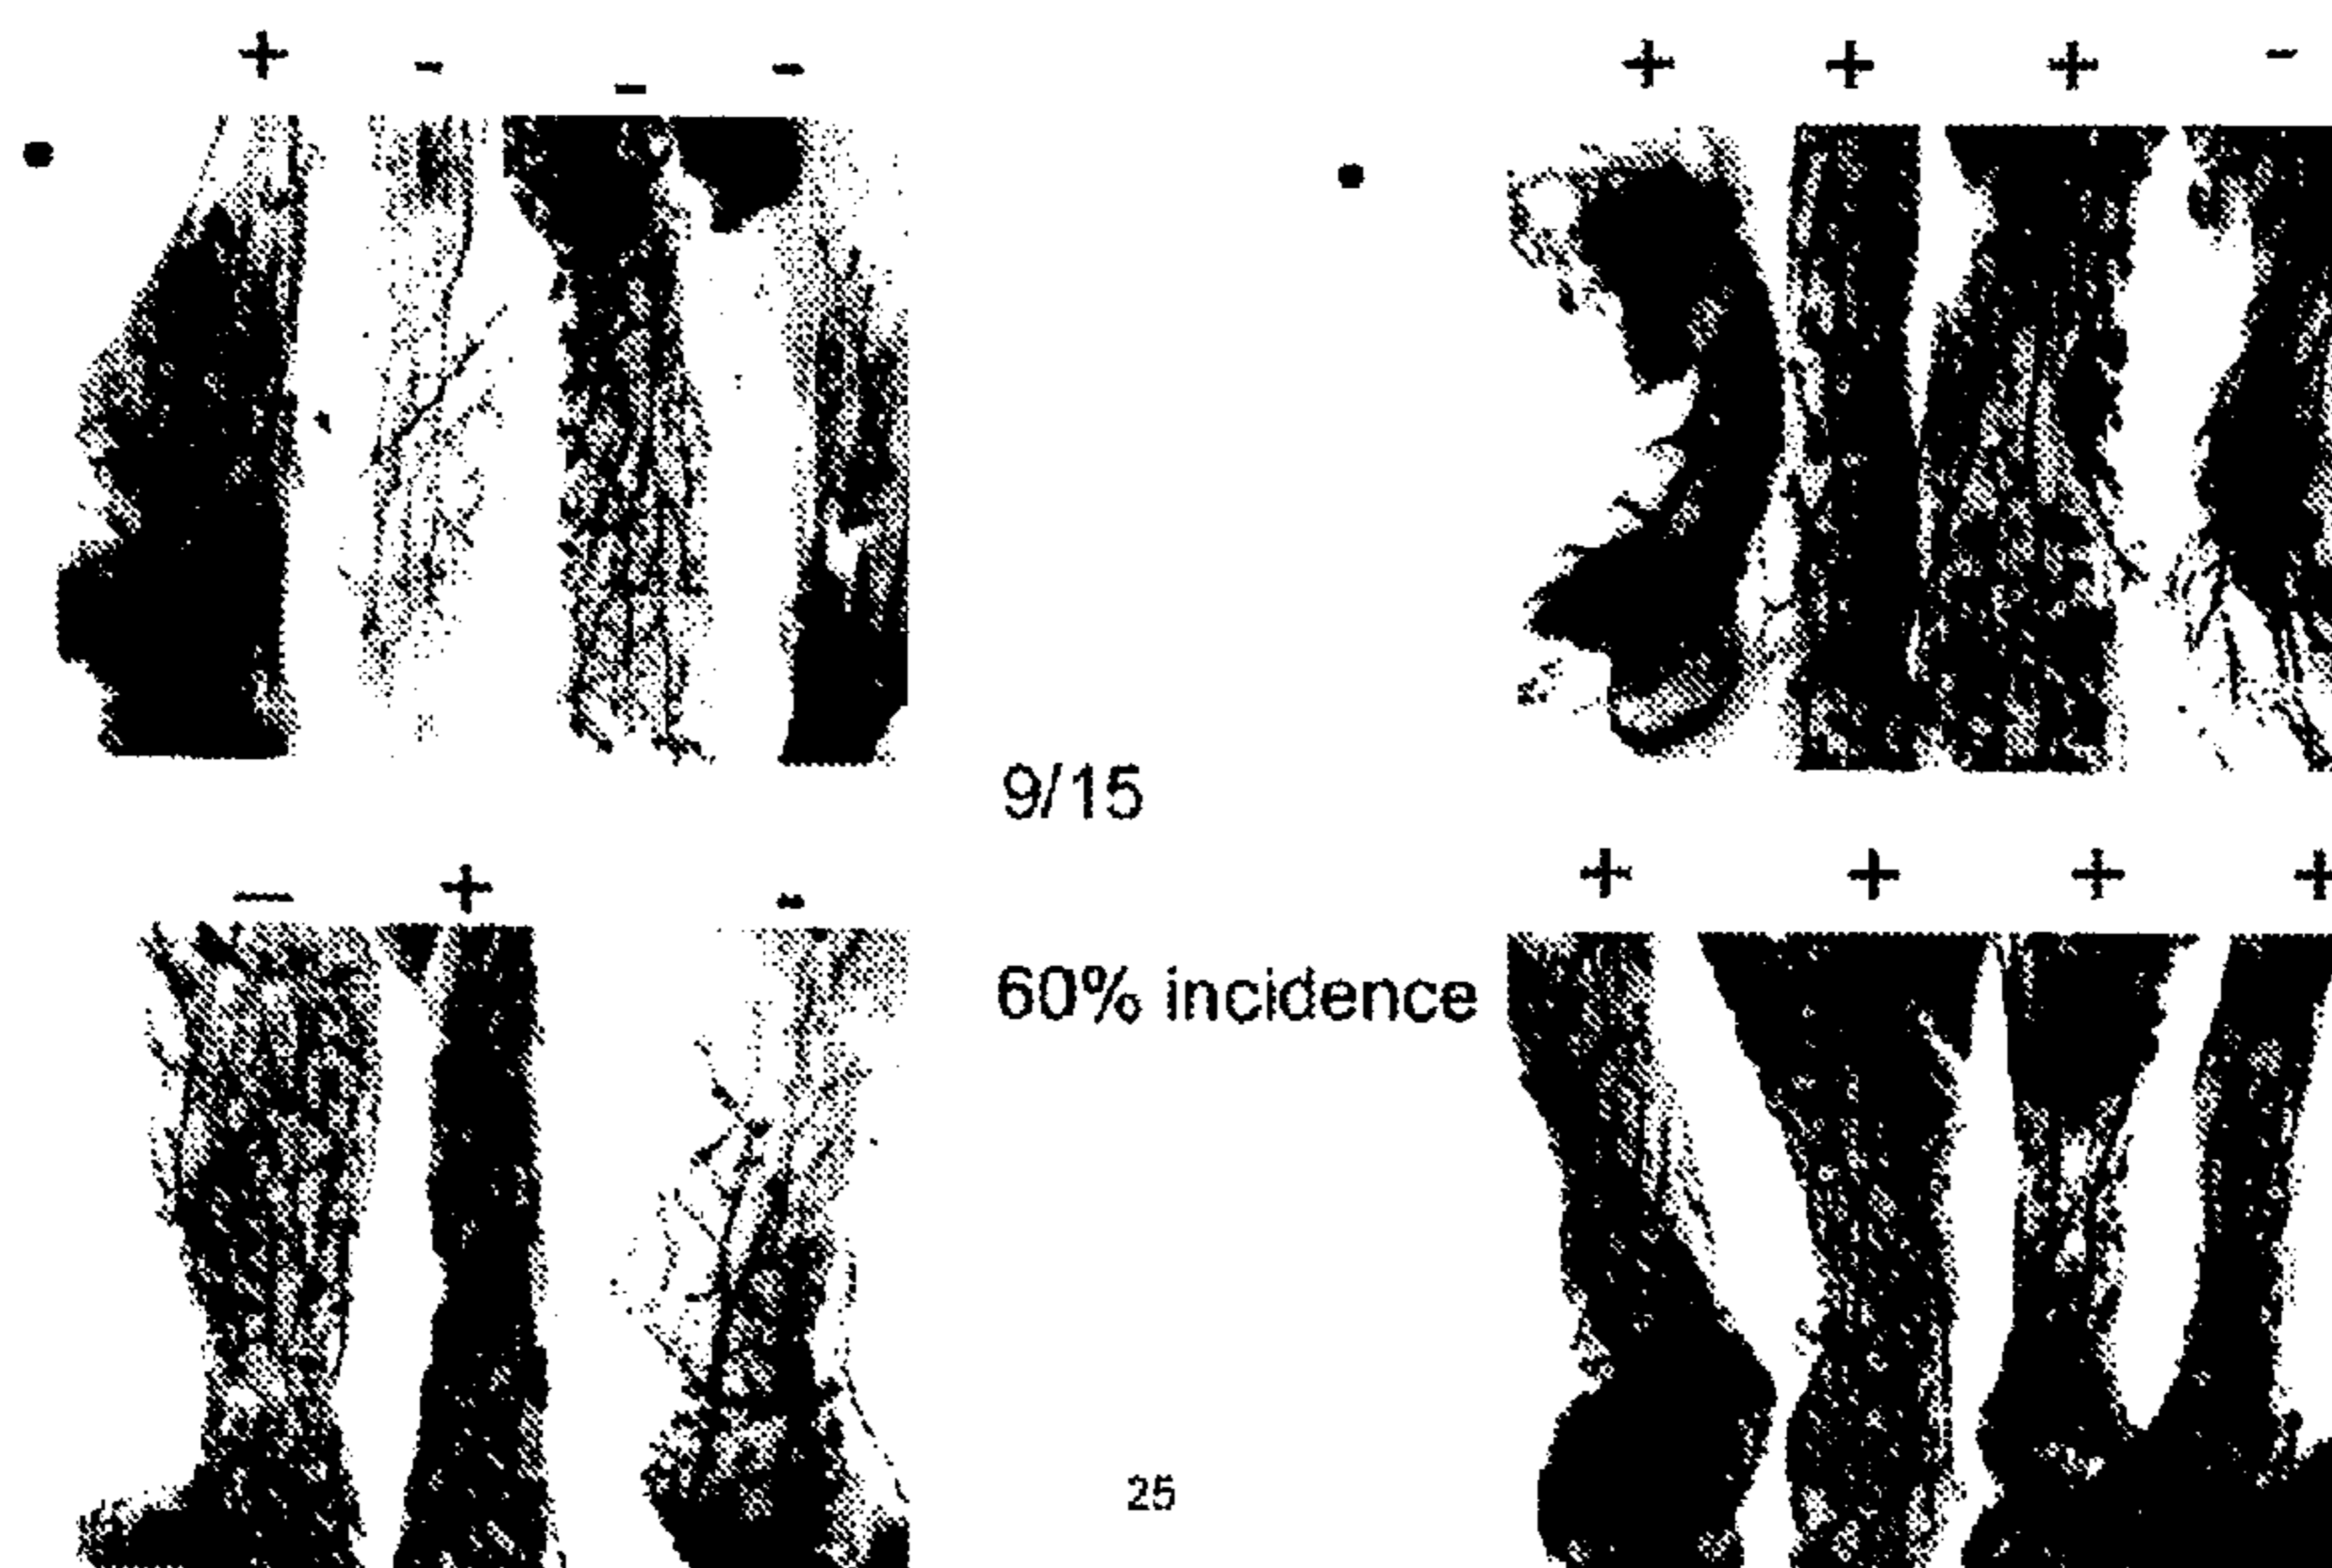 + - - - + + + -
9/15
- + - + + + +
60% incidence
25